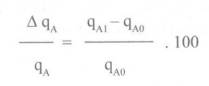 Δ q_A / q_A = (q_A1 – q_A0) / q_A0 . 100